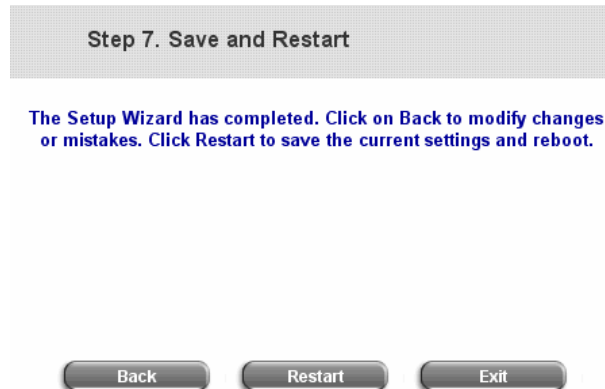 Step 7. Save and Restart
The Setup Wizard has completed. Click on Back to modify changes
or mistakes. Click Restart to save the current settings and reboot.
Back Restart Exit